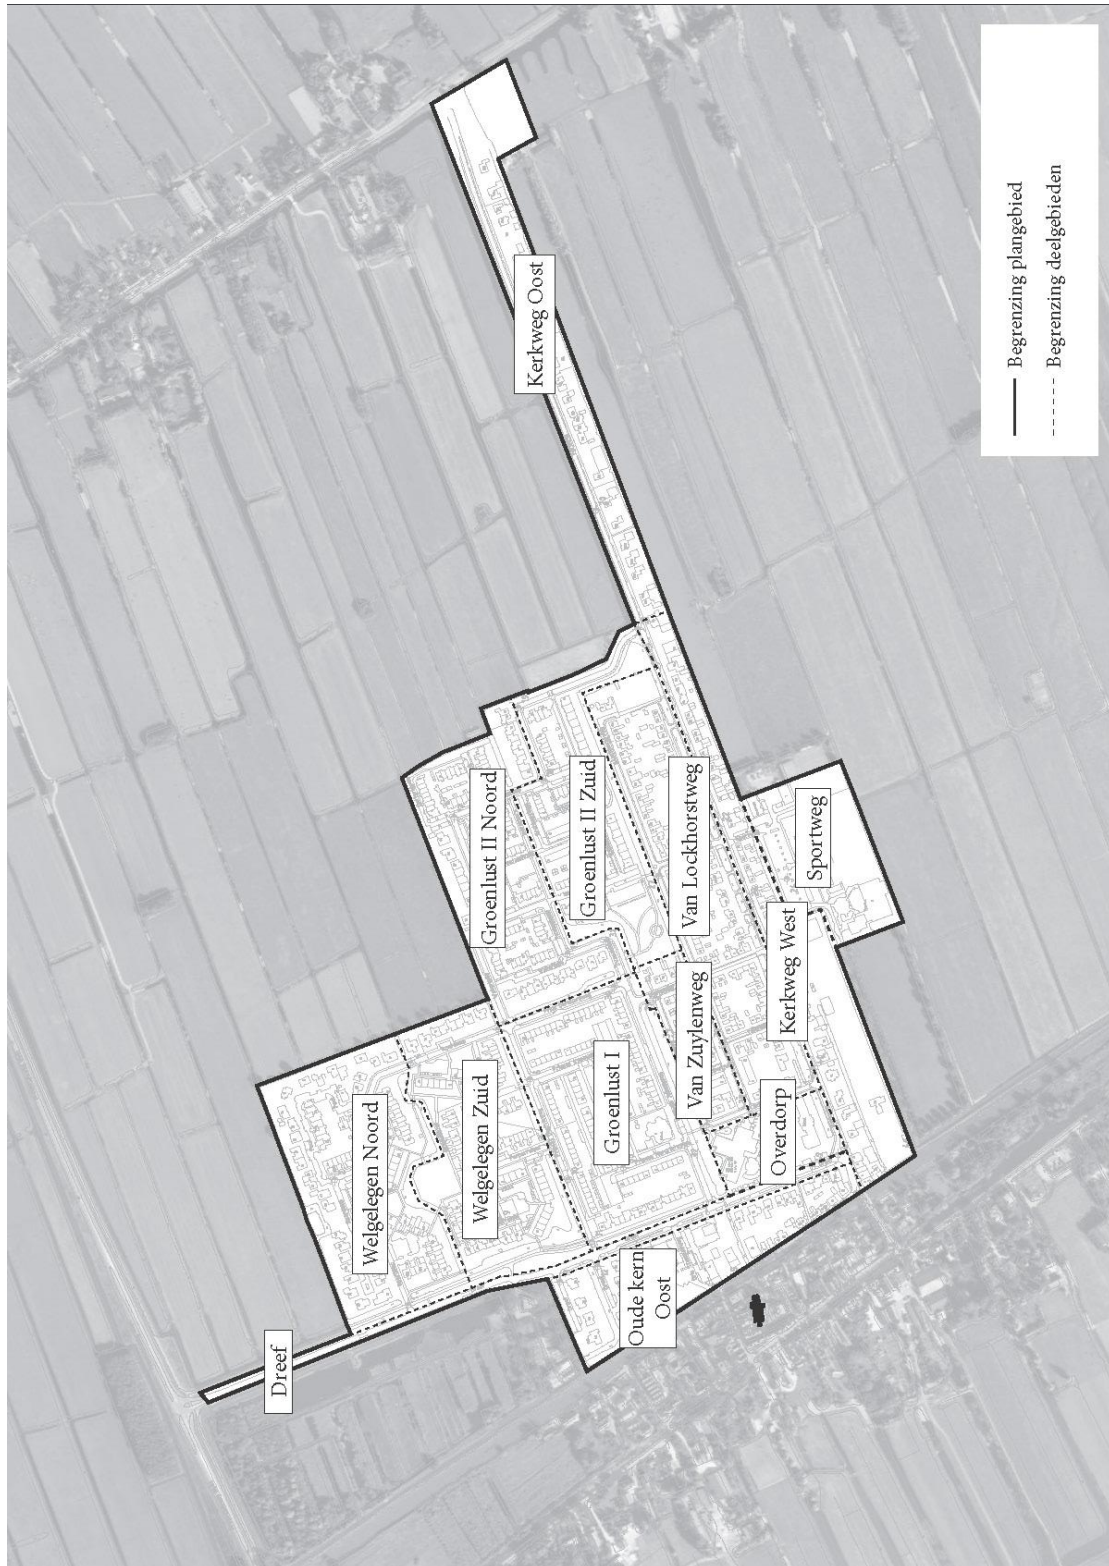 Dreef
Welgelegen Noord
Welgelegen Zuid
Groenlust II Noord
Groenlust II Zuid
Groenlust I
Van Lockhorstweg
Van Zuylenweg
Kerkweg Oost
Kerkweg West
Overdorp
Sportweg
Oude kern
Oost
Begrenzing plangebied
Begrenzing deelgebieden